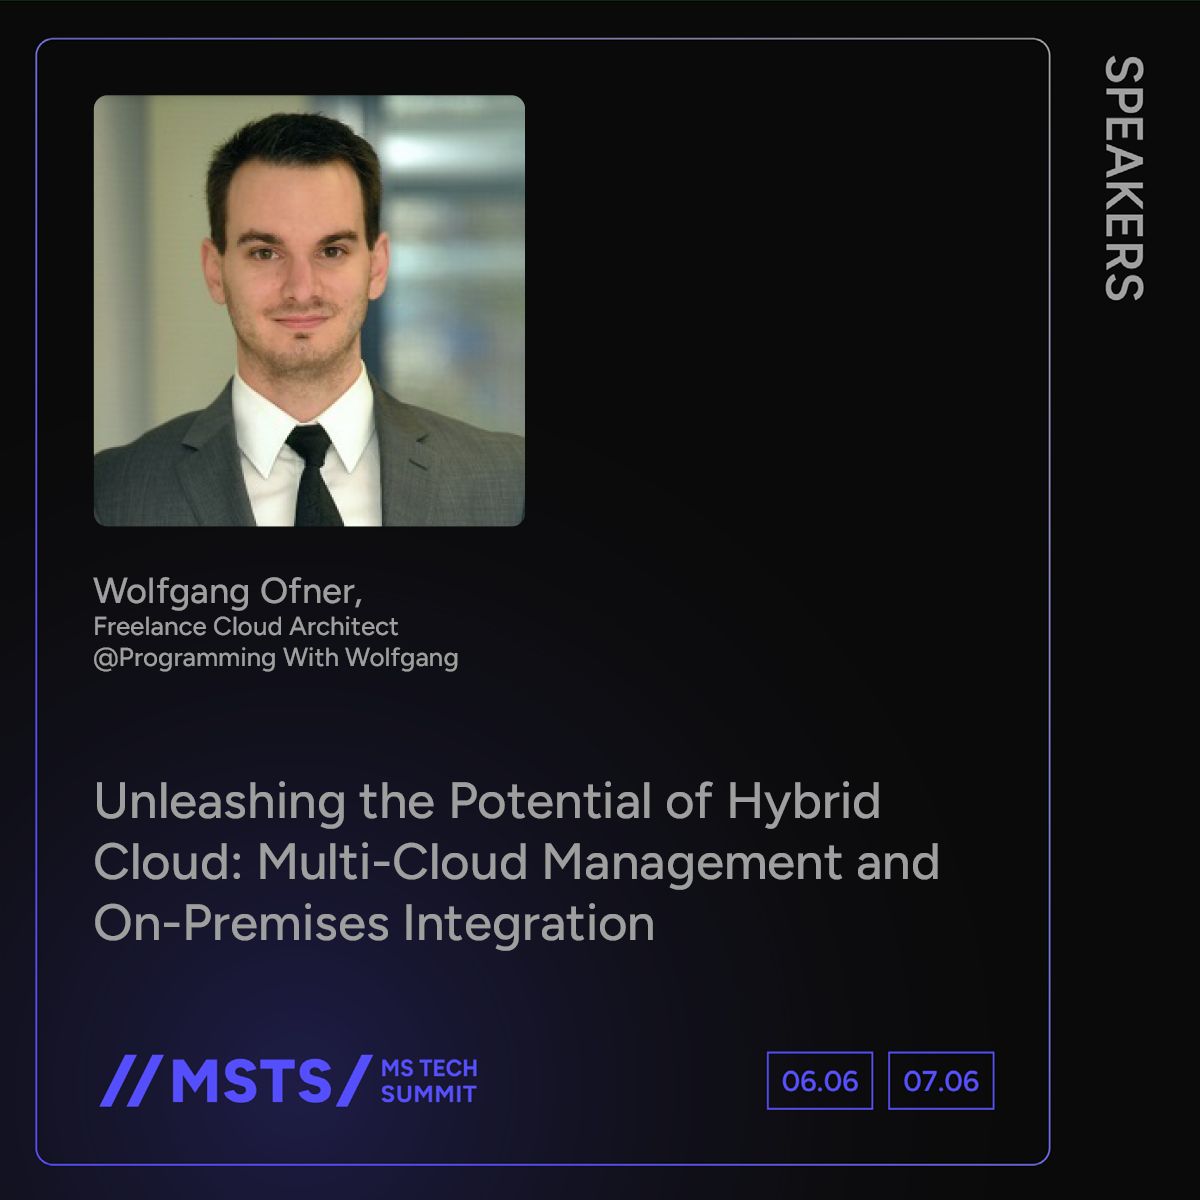 SPEAKERS
Wolfgang Ofner,
Freelance Cloud Architect
@Programming With Wolfgang
Unleashing the Potential of Hybrid
Cloud: Multi-Cloud Management and
On-Premises Integration
//MSTS/ MS TECH
SUMMIT
06.06 07.06